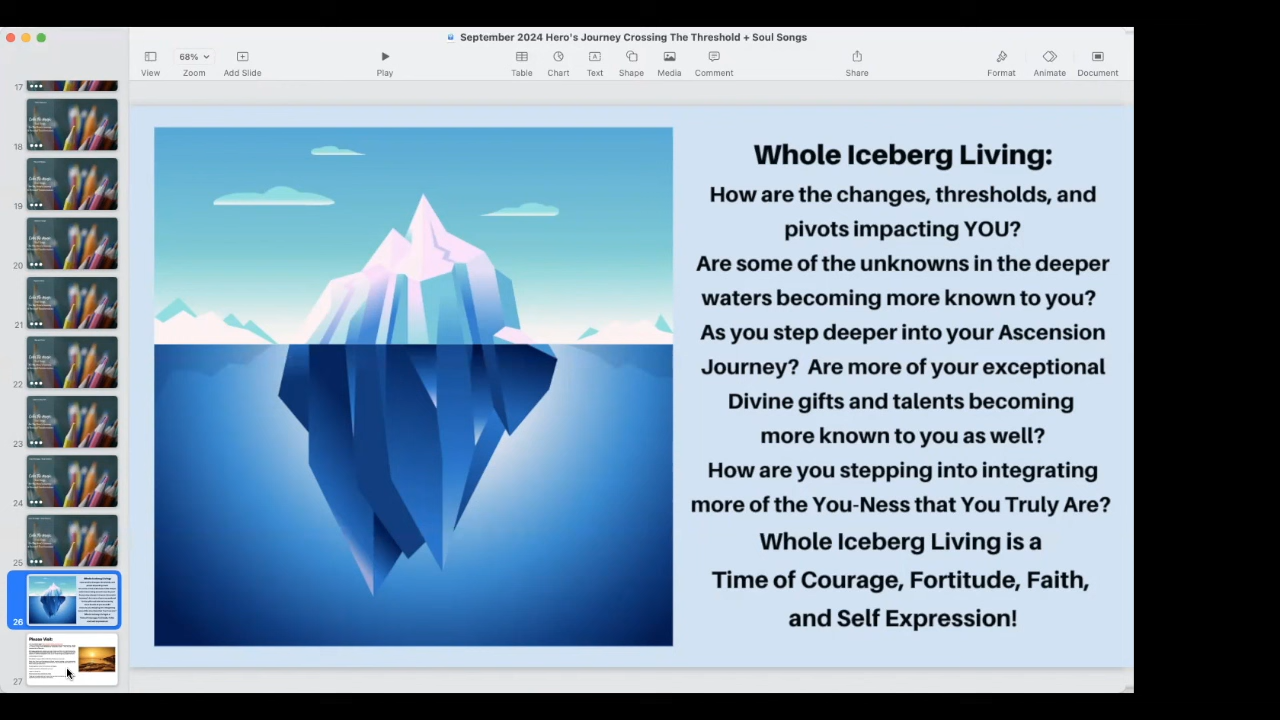 September 2024 Hero's Journey Crossing The Threshold + Soul Songs
68%
View
Zoom
Add Slide
Play
Table
Chart
Text
Shape
Media
Comment
Share
Format
Animate
Document
17
18
19
20
21
22
23
24
25
26
27
Please Visit:
Whole Iceberg Living:
How are the changes, thresholds, and
pivots impacting YOU?
Are some of the unknowns in the deeper
waters becoming more known to you?
As you step deeper into your Ascension
Journey?  Are more of your exceptional
Divine gifts and talents becoming
more known to you as well?
How are you stepping into integrating
more of the You-Ness that You Truly Are?
Whole Iceberg Living is a
Time of Courage, Fortitude, Faith,
and Self Expression!